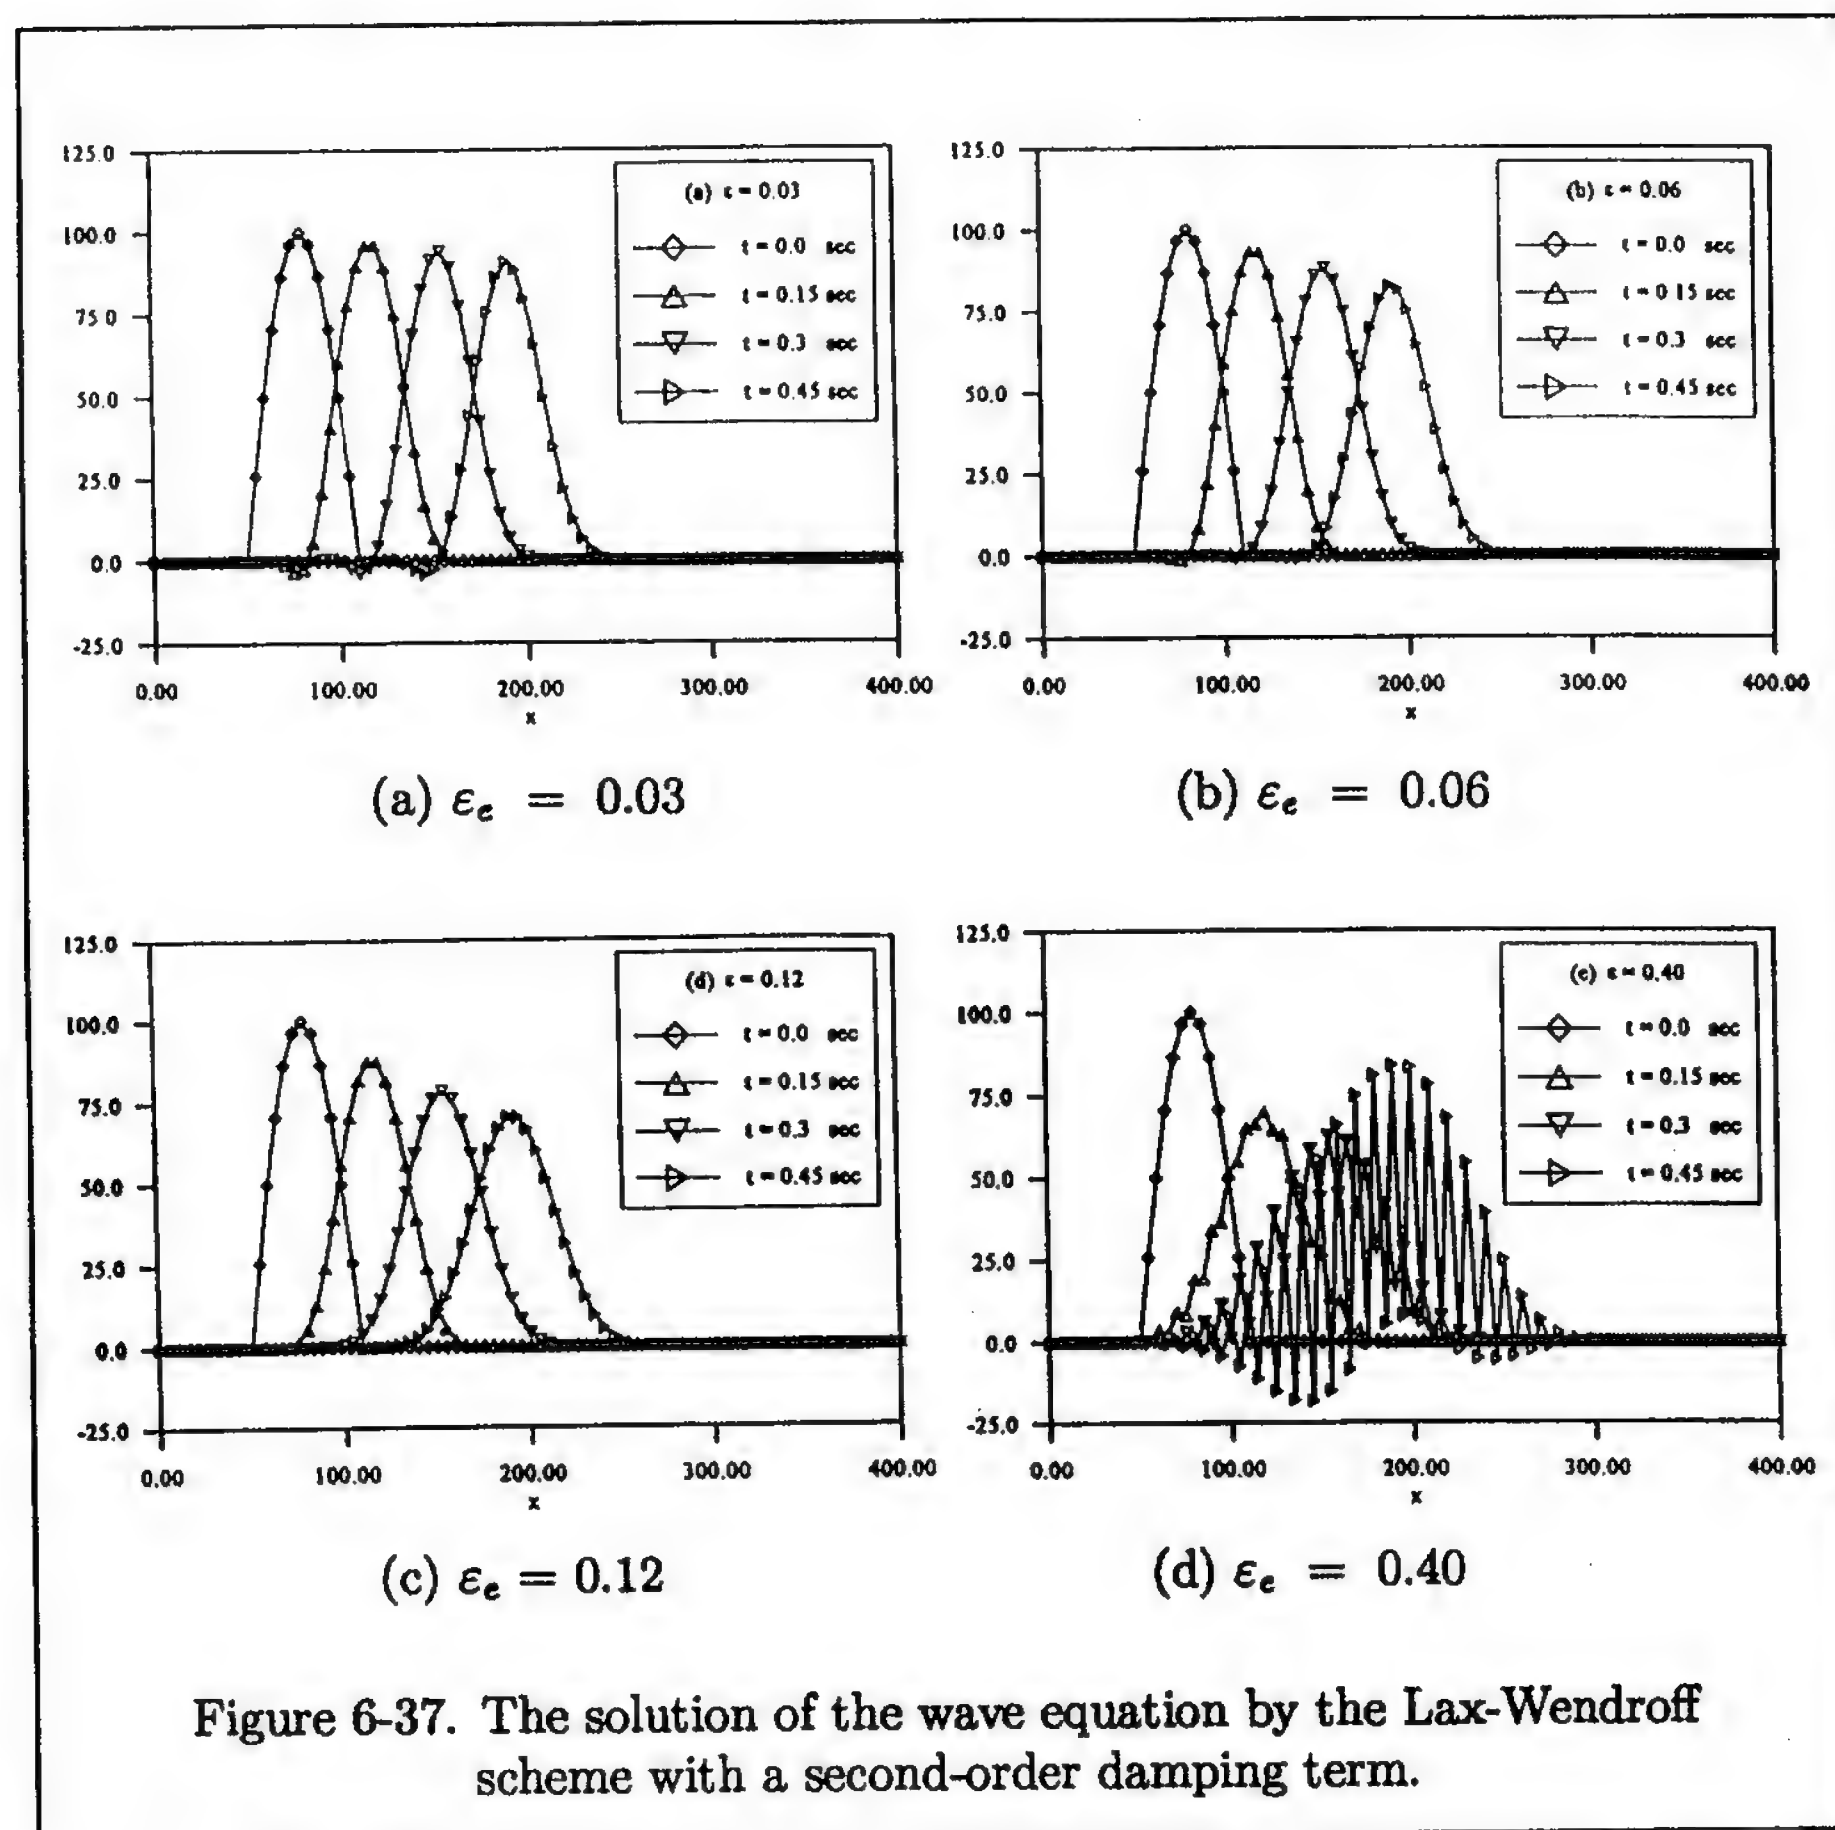 125.0
100.0
75.0
50.0
25.0
0.0
-25.0
0.00 100.00 200.00 300.00 400.00
x
(a) ε = 0.03
t = 0.0 sec
t = 0.15 sec
t = 0.3 sec
t = 0.45 sec
(a) εe = 0.03
125.0
100.0
75.0
50.0
25.0
0.0
-25.0
0.00 100.00 200.00 300.00 400.00
x
(b) ε = 0.06
t = 0.0 sec
t = 0.15 sec
t = 0.3 sec
t = 0.45 sec
(b) εe = 0.06
125.0
100.0
75.0
50.0
25.0
0.0
-25.0
0.00 100.00 200.00 300.00 400.00
x
(d) ε = 0.12
t = 0.0 sec
t = 0.15 sec
t = 0.3 sec
t = 0.45 sec
(c) εe = 0.12
125.0
100.0
75.0
50.0
25.0
0.0
-25.0
0.00 100.00 200.00 300.00 400.00
x
(e) ε = 0.40
t = 0.0 sec
t = 0.15 sec
t = 0.3 sec
t = 0.45 sec
(d) εe = 0.40
Figure 6-37. The solution of the wave equation by the Lax-Wendroff
scheme with a second-order damping term.